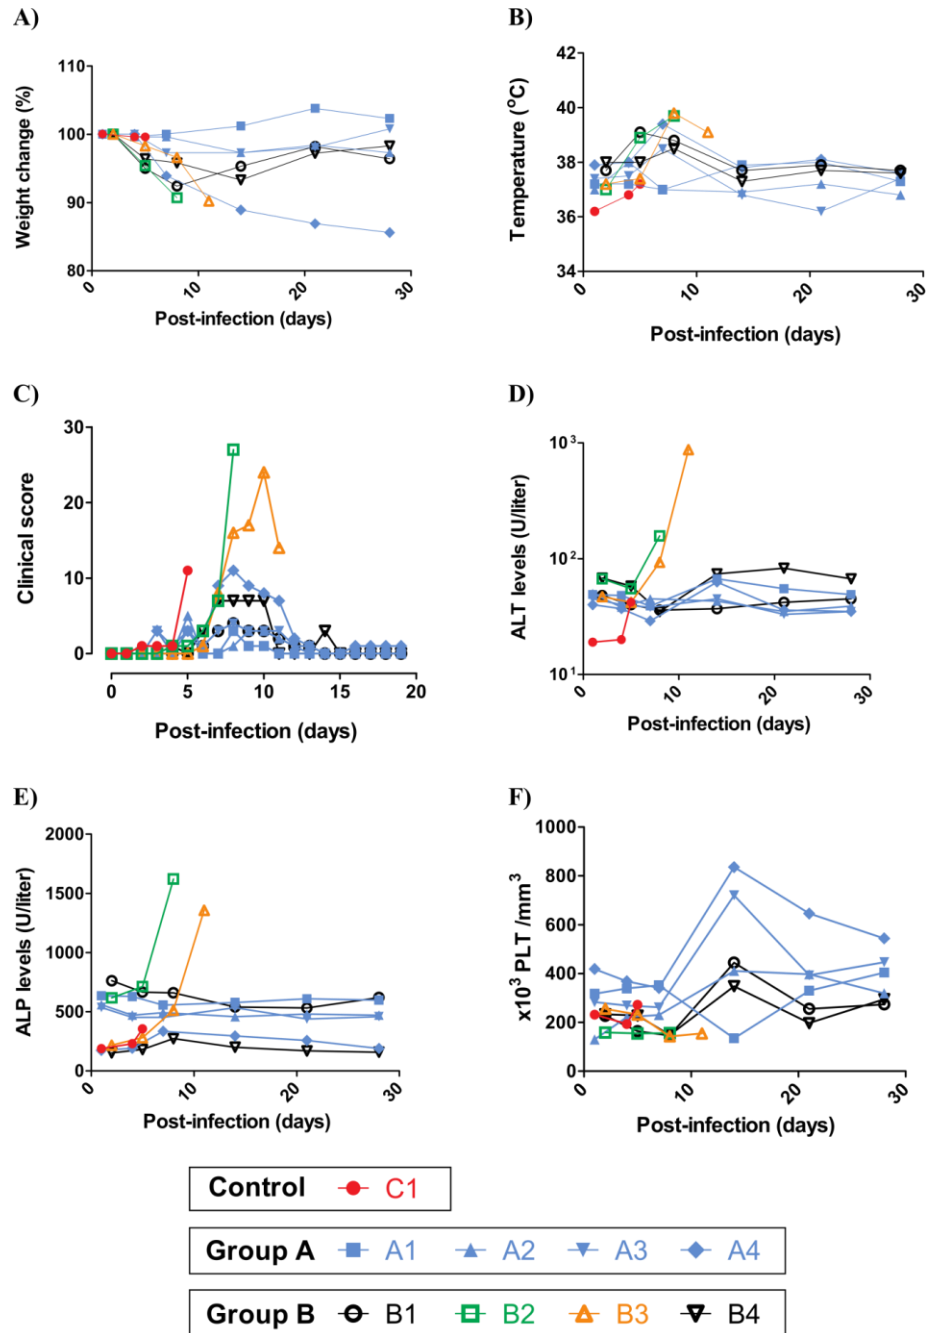 A)
B)
110
100
90
80
Weight change (%)
0
10
20
30
Post-infection (days)
42
40
38
36
34
Temperature (°C)
0
10
20
30
Post-infection (days)
C)
D)
30
20
10
0
Clinical score
0
5
10
15
20
Post-infection (days)
10³
10²
10¹
ALT levels (U/liter)
0
10
20
30
Post-infection (days)
E)
F)
2000
1500
1000
500
0
ALP levels (U/liter)
0
10
20
30
Post-infection (days)
1000
800
600
400
200
0
x10³ PLT /mm³
0
10
20
30
Post-infection (days)
Control C1
Group A A1 A2 A3 A4
Group B B1 B2 B3 B4